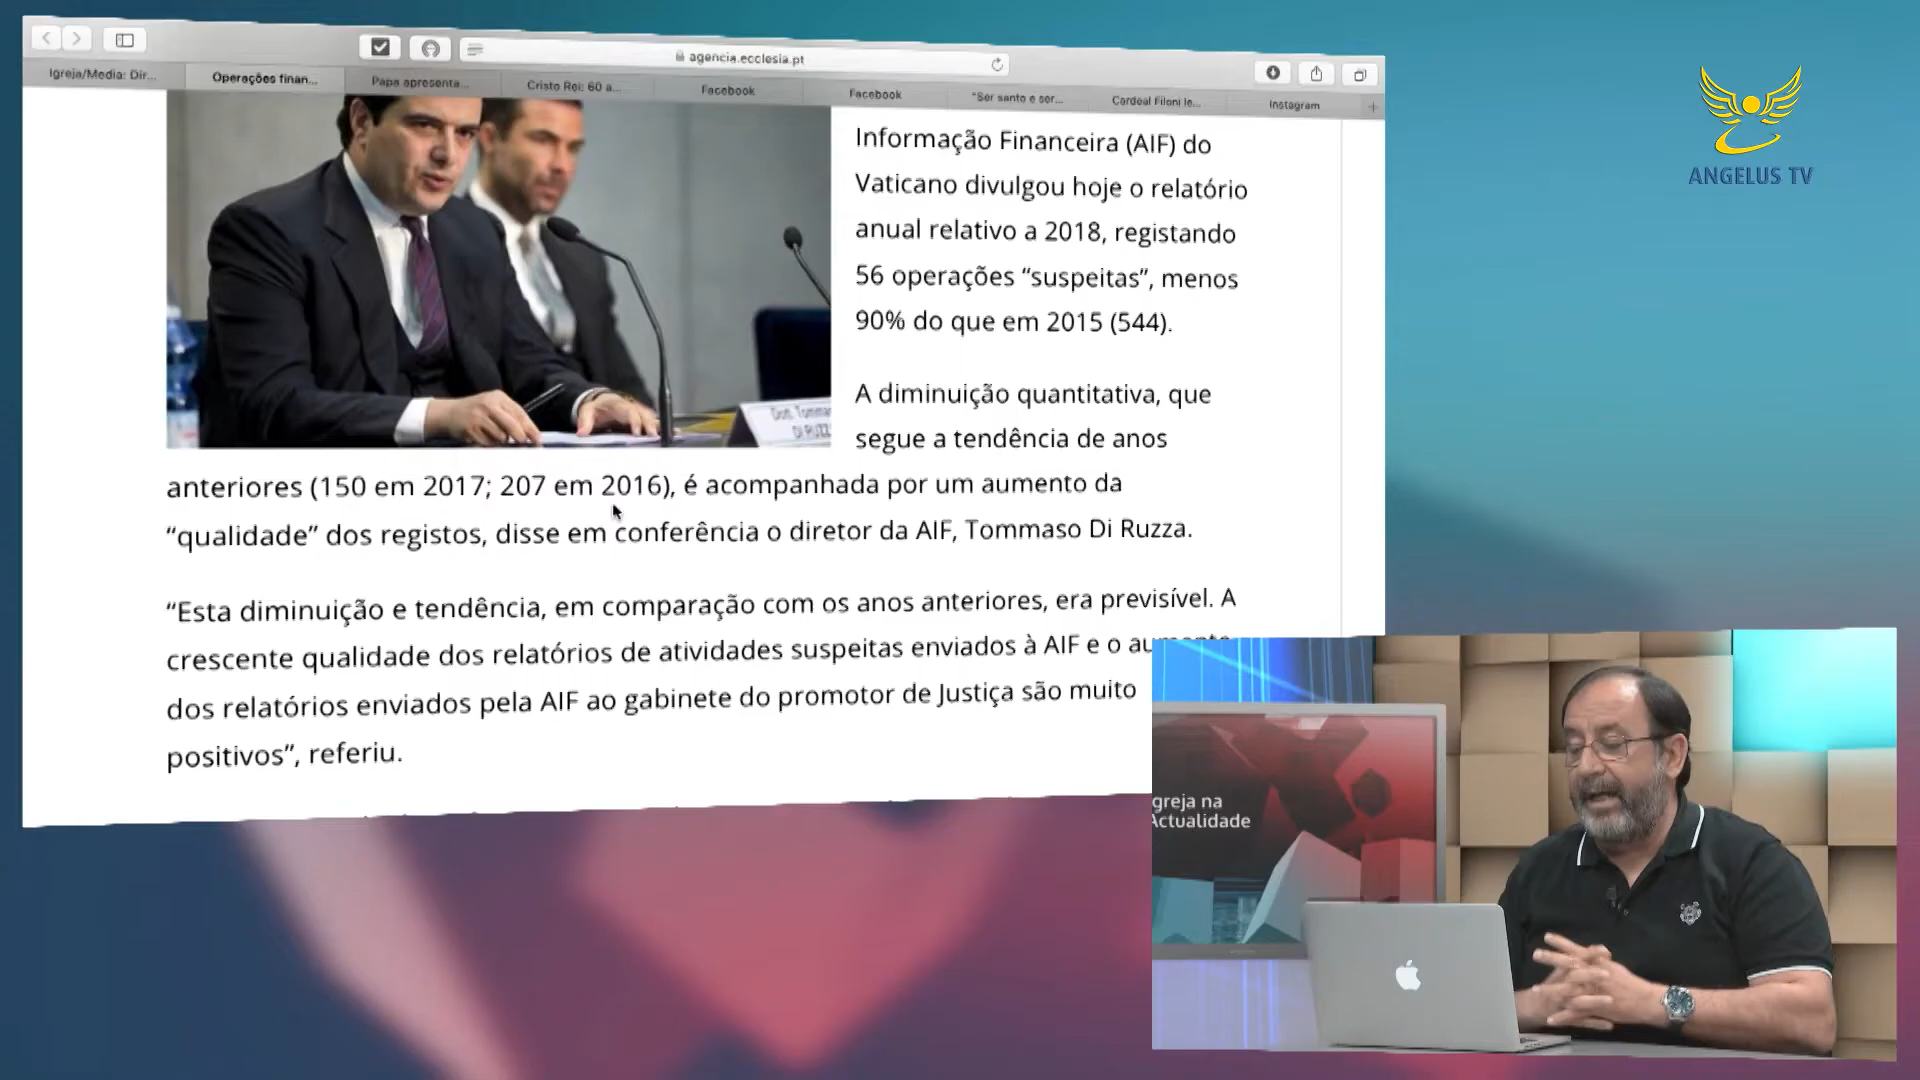 agencia.ecclesia.pt
Igreja/Media: Dir...
Operações finan...
Papa apresenta...
Cristo Rei: 60 a...
Facebook
Facebook
"Ser santo e ser...
Cardeal Filoni le...
Instagram
ANGELUS TV
Informação Financeira (AIF) do
Vaticano divulgou hoje o relatório
anual relativo a 2018, registando
56 operações “suspeitas”, menos
90% do que em 2015 (544).
A diminuição quantitativa, que
segue a tendência de anos
anteriores (150 em 2017; 207 em 2016), é acompanhada por um aumento da
“qualidade” dos registos, disse em conferência o diretor da AIF, Tommaso Di Ruzza.
“Esta diminuição e tendência, em comparação com os anos anteriores, era previsível. A
crescente qualidade dos relatórios de atividades suspeitas enviados à AIF e o
dos relatórios enviados pela AIF ao gabinete do promotor de Justiça são muito
positivos”, referiu.
Dott. Tomma
DI RUZZ
greja na
Actualidade